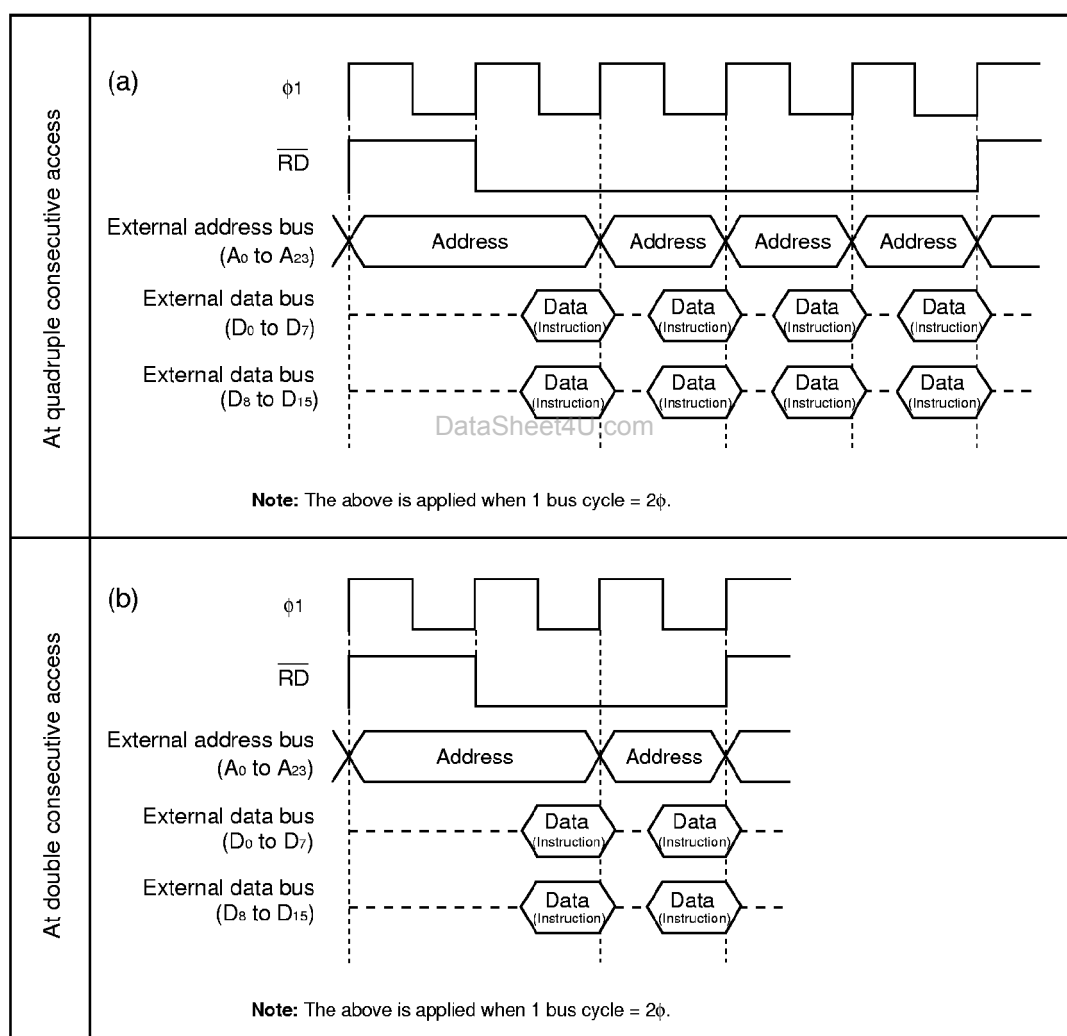 At quadruple consecutive access
(a)
ϕ1
R̅D̅
External address bus
(A₀ to A₂₃)
Address
Address
Address
Address
External data bus
(D₀ to D₇)
Data
(Instruction)
Data
(Instruction)
Data
(Instruction)
Data
(Instruction)
External data bus
(D₈ to D₁₅)
Data
(Instruction)
Data
(Instruction)
Data
(Instruction)
Data
(Instruction)
DataSheet4U.com
Note: The above is applied when 1 bus cycle = 2ϕ.
At double consecutive access
(b)
ϕ1
R̅D̅
External address bus
(A₀ to A₂₃)
Address
Address
External data bus
(D₀ to D₇)
Data
(Instruction)
Data
(Instruction)
External data bus
(D₈ to D₁₅)
Data
(Instruction)
Data
(Instruction)
Note: The above is applied when 1 bus cycle = 2ϕ.